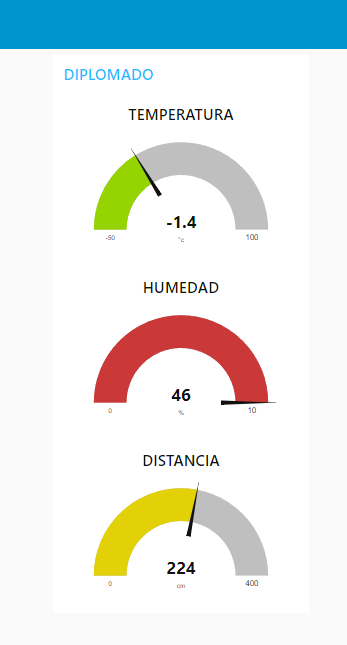 DIPLOMADO
TEMPERATURA
-1.4
-50 °c 100
HUMEDAD
46
0 % 10
DISTANCIA
224
0 cm 400